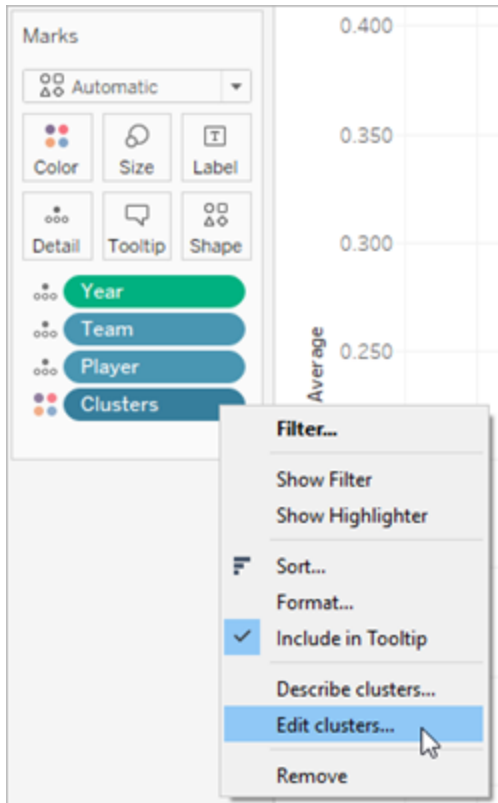 Marks
Automatic
Color
Size
Label
Detail
Tooltip
Shape
Year
Team
Player
Clusters
0.400
0.350
0.300
0.250
Average
Filter...
Show Filter
Show Highlighter
Sort...
Format...
Include in Tooltip
Describe clusters...
Edit clusters...
Remove